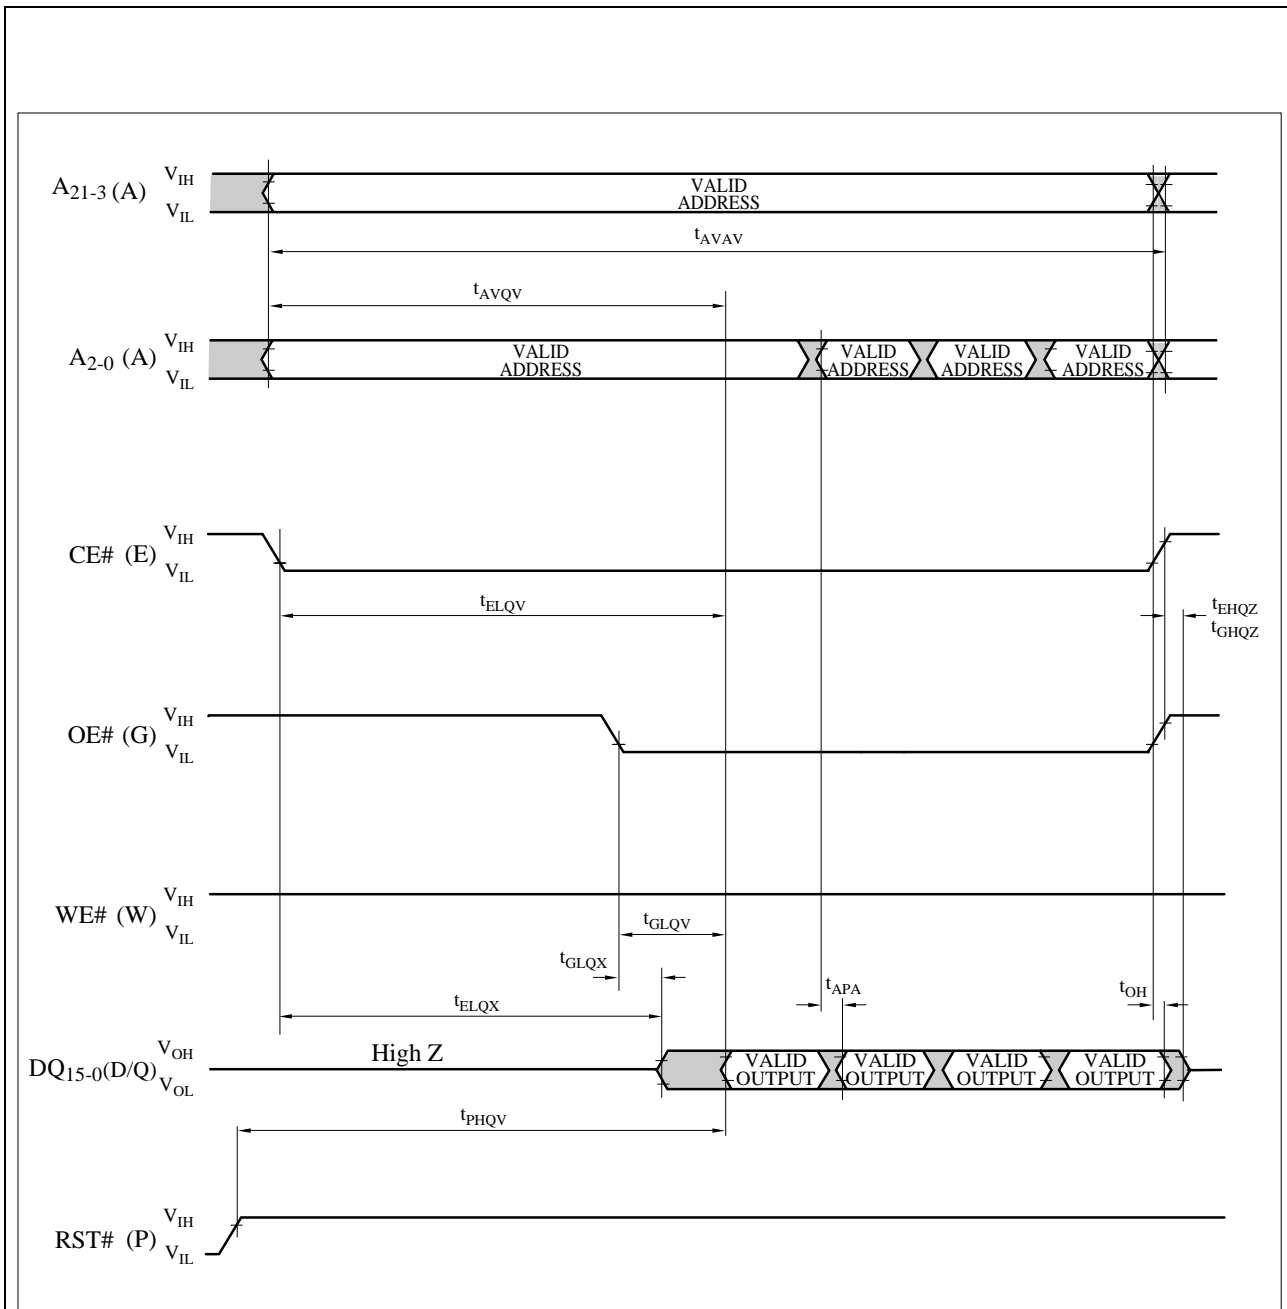 A21-3 (A) VIH VALID
VIL ADDRESS
tAVAV
tAVQV
A2-0 (A) VIH VALID VALID VALID VALID
VIL ADDRESS ADDRESS ADDRESS ADDRESS
CE# (E) VIH
VIL
tELQV tEHQZ
tGHQZ
OE# (G) VIH
VIL
WE# (W) VIH
VIL
tGLQV
tGLQX
tELQX tAPA tOH
DQ15-0(D/Q) VOH High Z VALID VALID VALID VALID
VOL OUTPUT OUTPUT OUTPUT OUTPUT
tPHQV
RST# (P) VIH
VIL